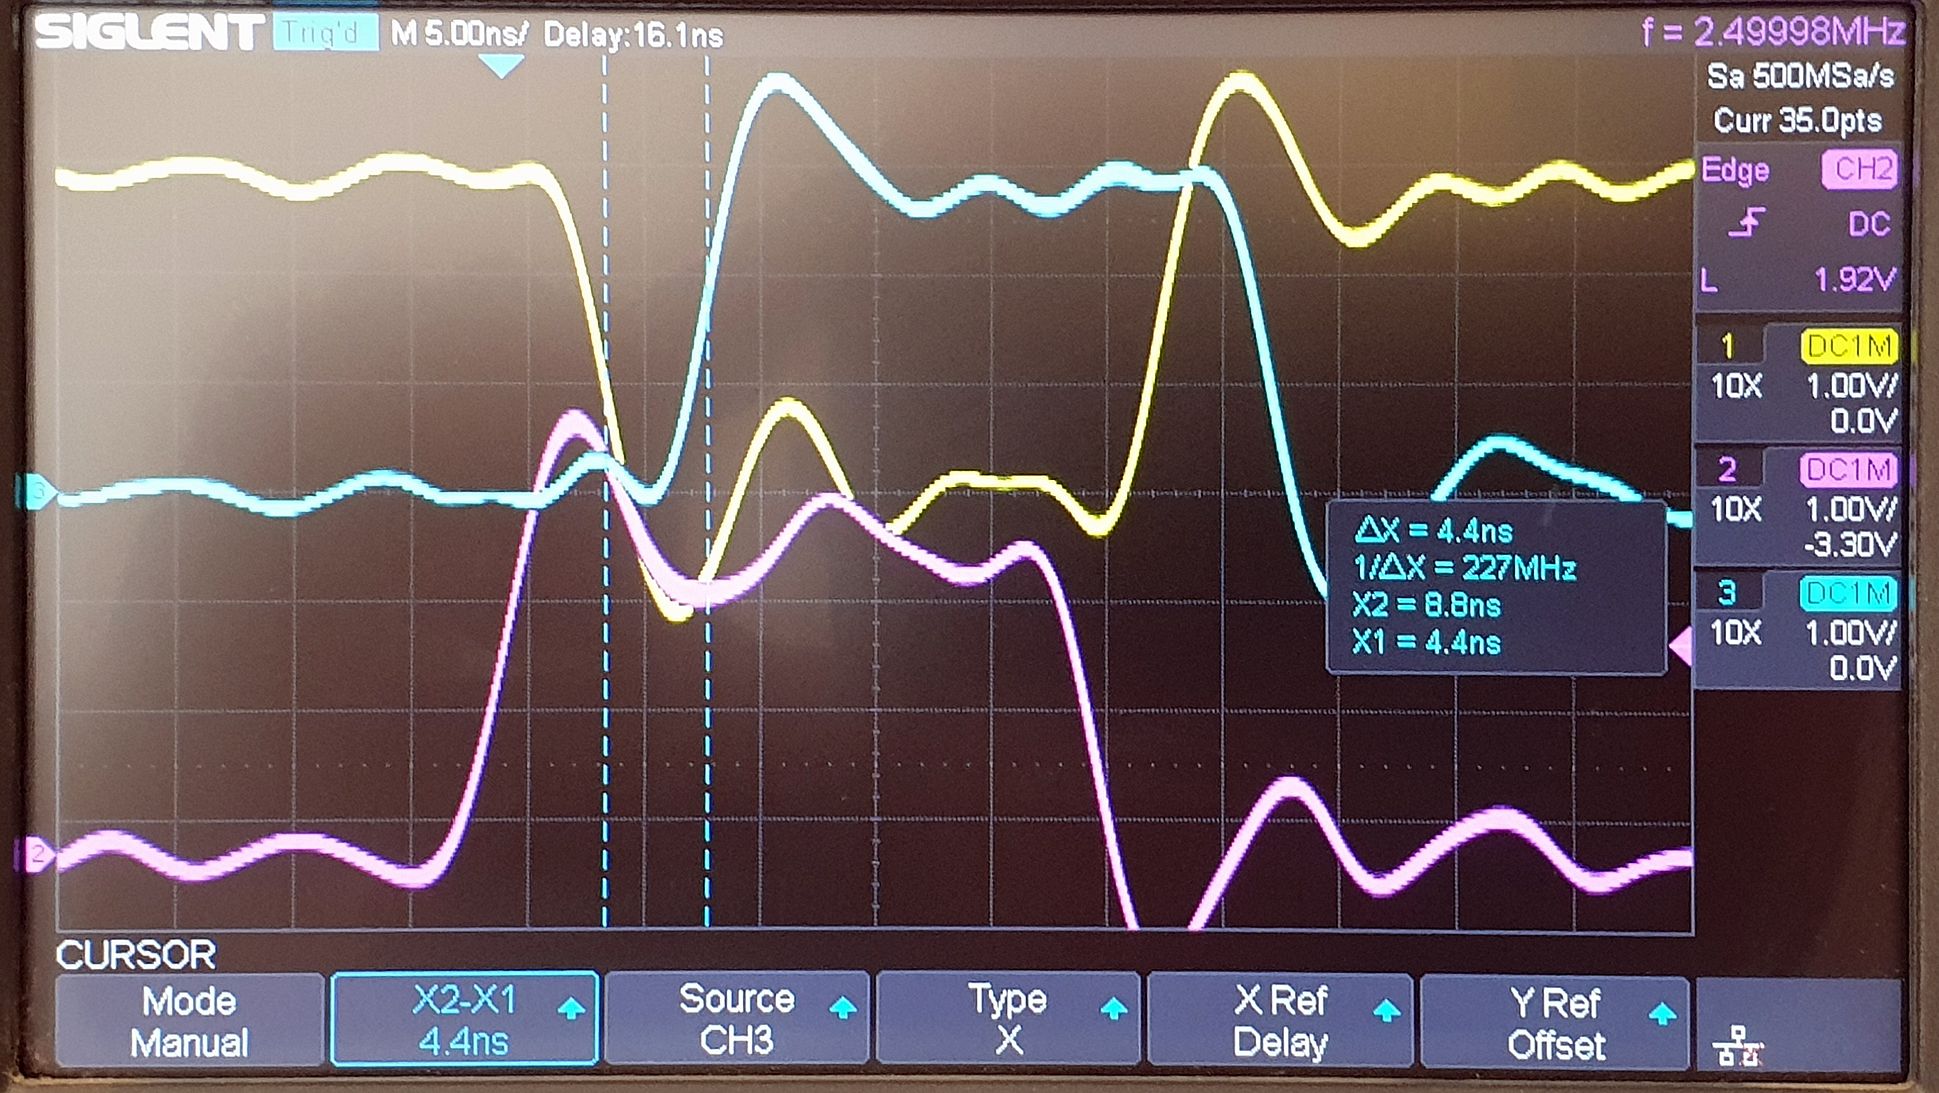 SIGLENT Trig'd M 5.00ns/ Delay:16.1ns f = 2.49998MHz
Sa 500MSa/s
Curr 35.0pts
Edge CH2
DC
L 1.92V
1 DC1M
10X 1.00V/
0.0V
2 DC1M
10X 1.00V/
-3.30V
3 DC1M
10X 1.00V/
0.0V
3
2
ΔX = 4.4ns
1/ΔX = 227MHz
X2 = 8.8ns
X1 = 4.4ns
CURSOR
Mode
Manual
X2-X1
4.4ns
Source
CH3
Type
X
X Ref
Delay
Y Ref
Offset